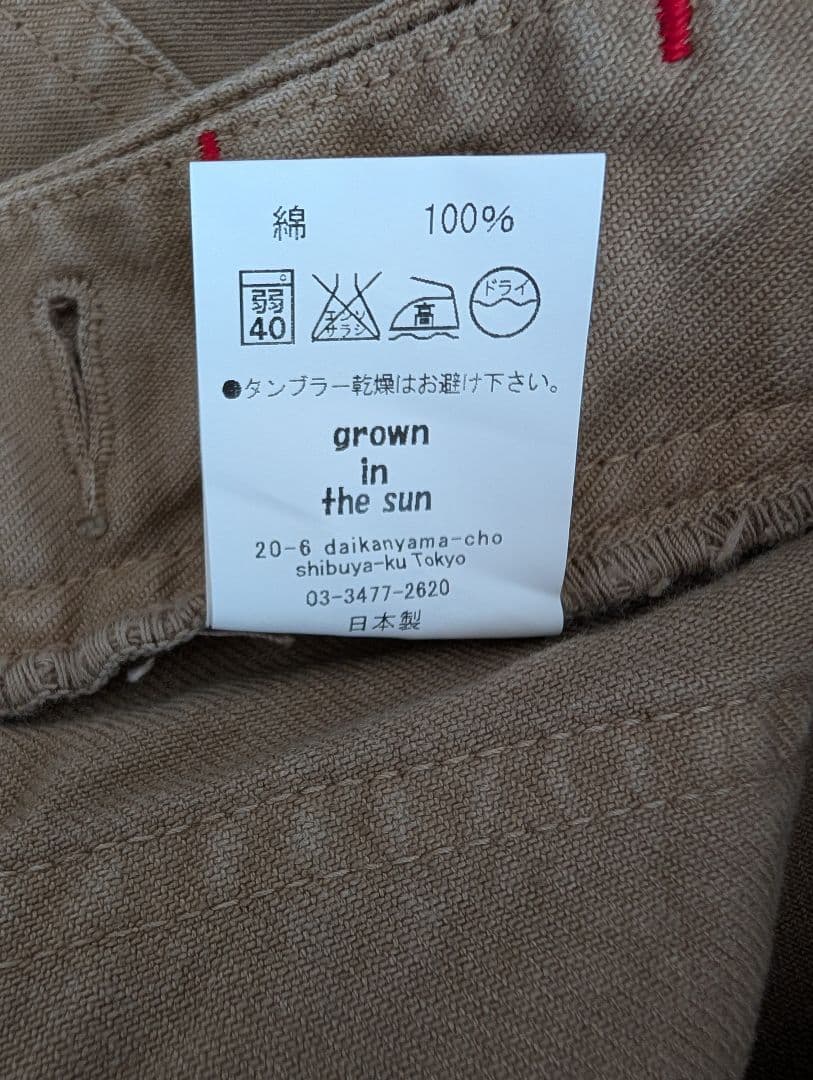 綿 100%
弱 40 エンソサラシ 高 ドライ
●タンブラー乾燥はお避け下さい。
grown
in
the sun
20-6 daikanyama-cho
shibuya-ku Tokyo
03-3477-2620
日本製